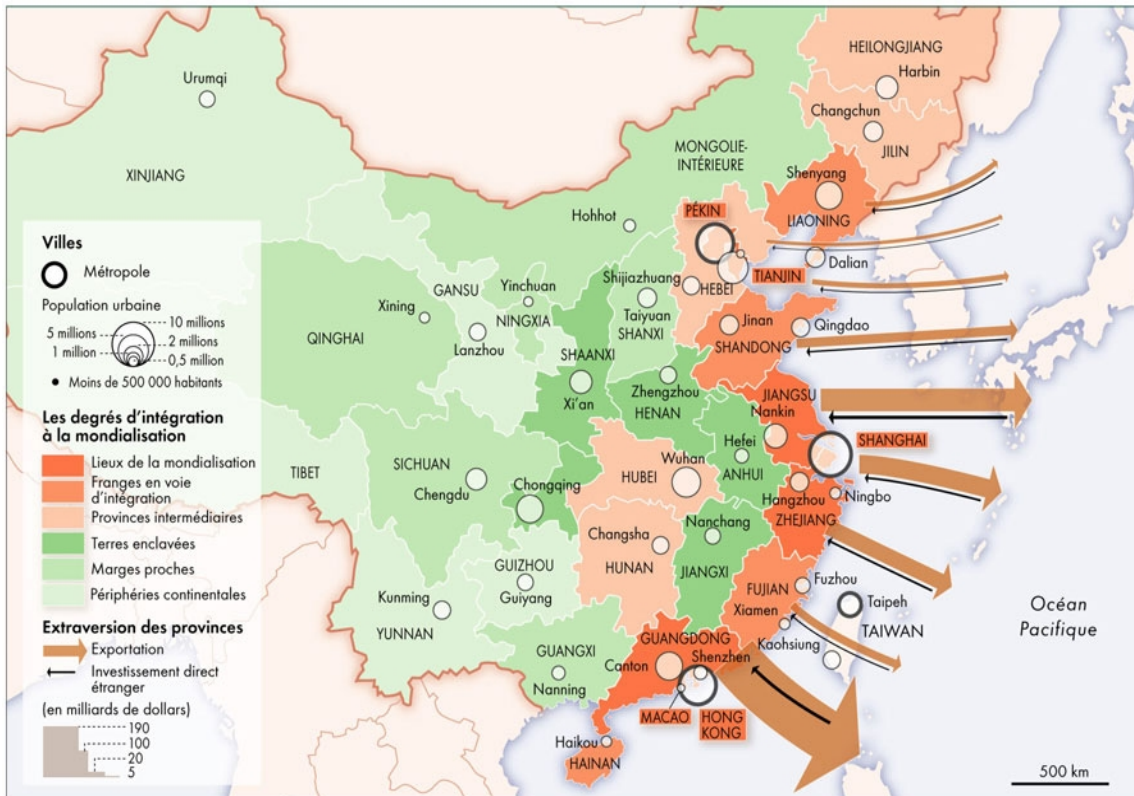 HEILONGJIANG
Harbin
Urumqi
Changchun
JILIN
MONGOLIE-
INTÉRIEURE
XINJIANG
Shenyang
LIAONING
PÉKIN
Hohhot
TIANJIN
Dalian
Shijiazhuang
HEBEI
Yinchuan
GANSU
NINGXIA
Taiyuan
SHANXI
Xining
QINGHAI
Lanzhou
Jinan
Qingdao
SHANDONG
SHAANXI
Xi'an
Zhengzhou
HENAN
JIANGSU
Nankin
SHANGHAI
Hefei
ANHUI
TIBET
SICHUAN
Chengdu
Chongqing
HUBEI
Wuhan
Hangzhou
Ningbo
ZHEJIANG
Changsha
HUNAN
Nanchang
JIANGXI
GUIZHOU
Guiyang
Kunming
YUNNAN
FUJIAN
Fuzhou
Xiamen
Taipeh
TAIWAN
Kaohsiung
Océan
Pacifique
GUANGXI
Nanning
GUANGDONG
Canton
Shenzhen
MACAO
HONG
KONG
Haikou
HAINAN
500 km
Villes
Métropole
Population urbaine
10 millions
5 millions
2 millions
1 million
0,5 million
Moins de 500 000 habitants
Les degrés d'intégration
à la mondialisation
Lieux de la mondialisation
Franges en voie
d'intégration
Provinces intermédiaires
Terres enclavées
Marges proches
Périphéries continentales
Extraversion des provinces
Exportation
Investissement direct
étranger
(en milliards de dollars)
190
100
20
5